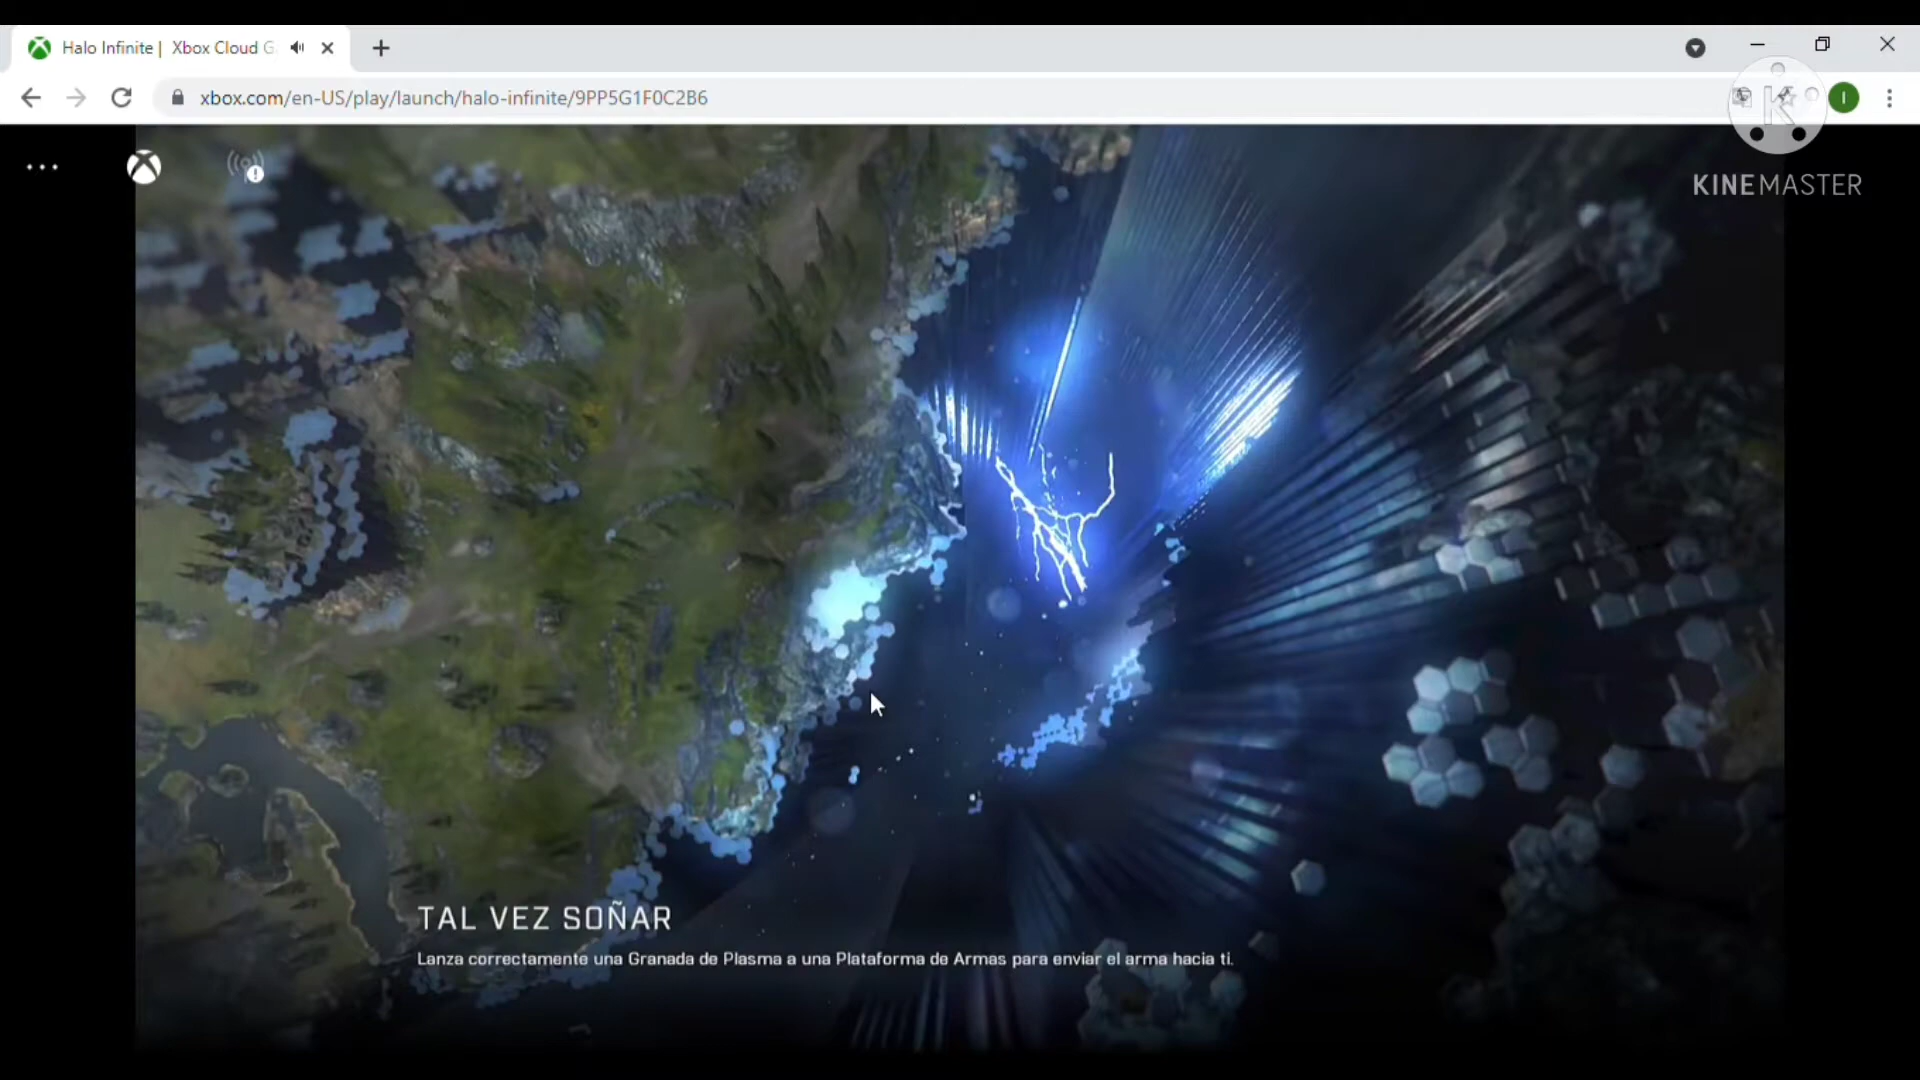 Halo Infinite | Xbox Cloud G
xbox.com/en-US/play/launch/halo-infinite/9PP5G1F0C2B6
I
K
KINEMASTER
TAL VEZ SOÑAR
Lanza correctamente una Granada de Plasma a una Plataforma de Armas para enviar el arma hacia ti.